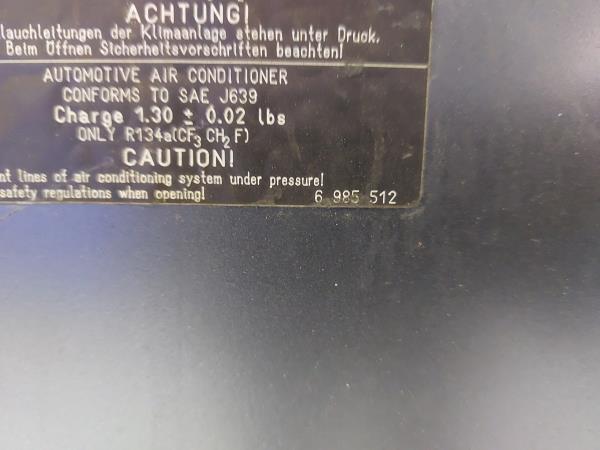 ACHTUNG!
lauchleitungen der Klimaanlage stehen unter Druck.
Beim Öffnen Sicherheitsvorschriften beachten!
AUTOMOTIVE AIR CONDITIONER
CONFORMS TO SAE J639
Charge 1.30 ± 0.02 lbs
ONLY R134a(CF₃ CH₂ F)
CAUTION!
nt lines of air conditioning system under pressure!
safety regulations when opening!
6 985 512